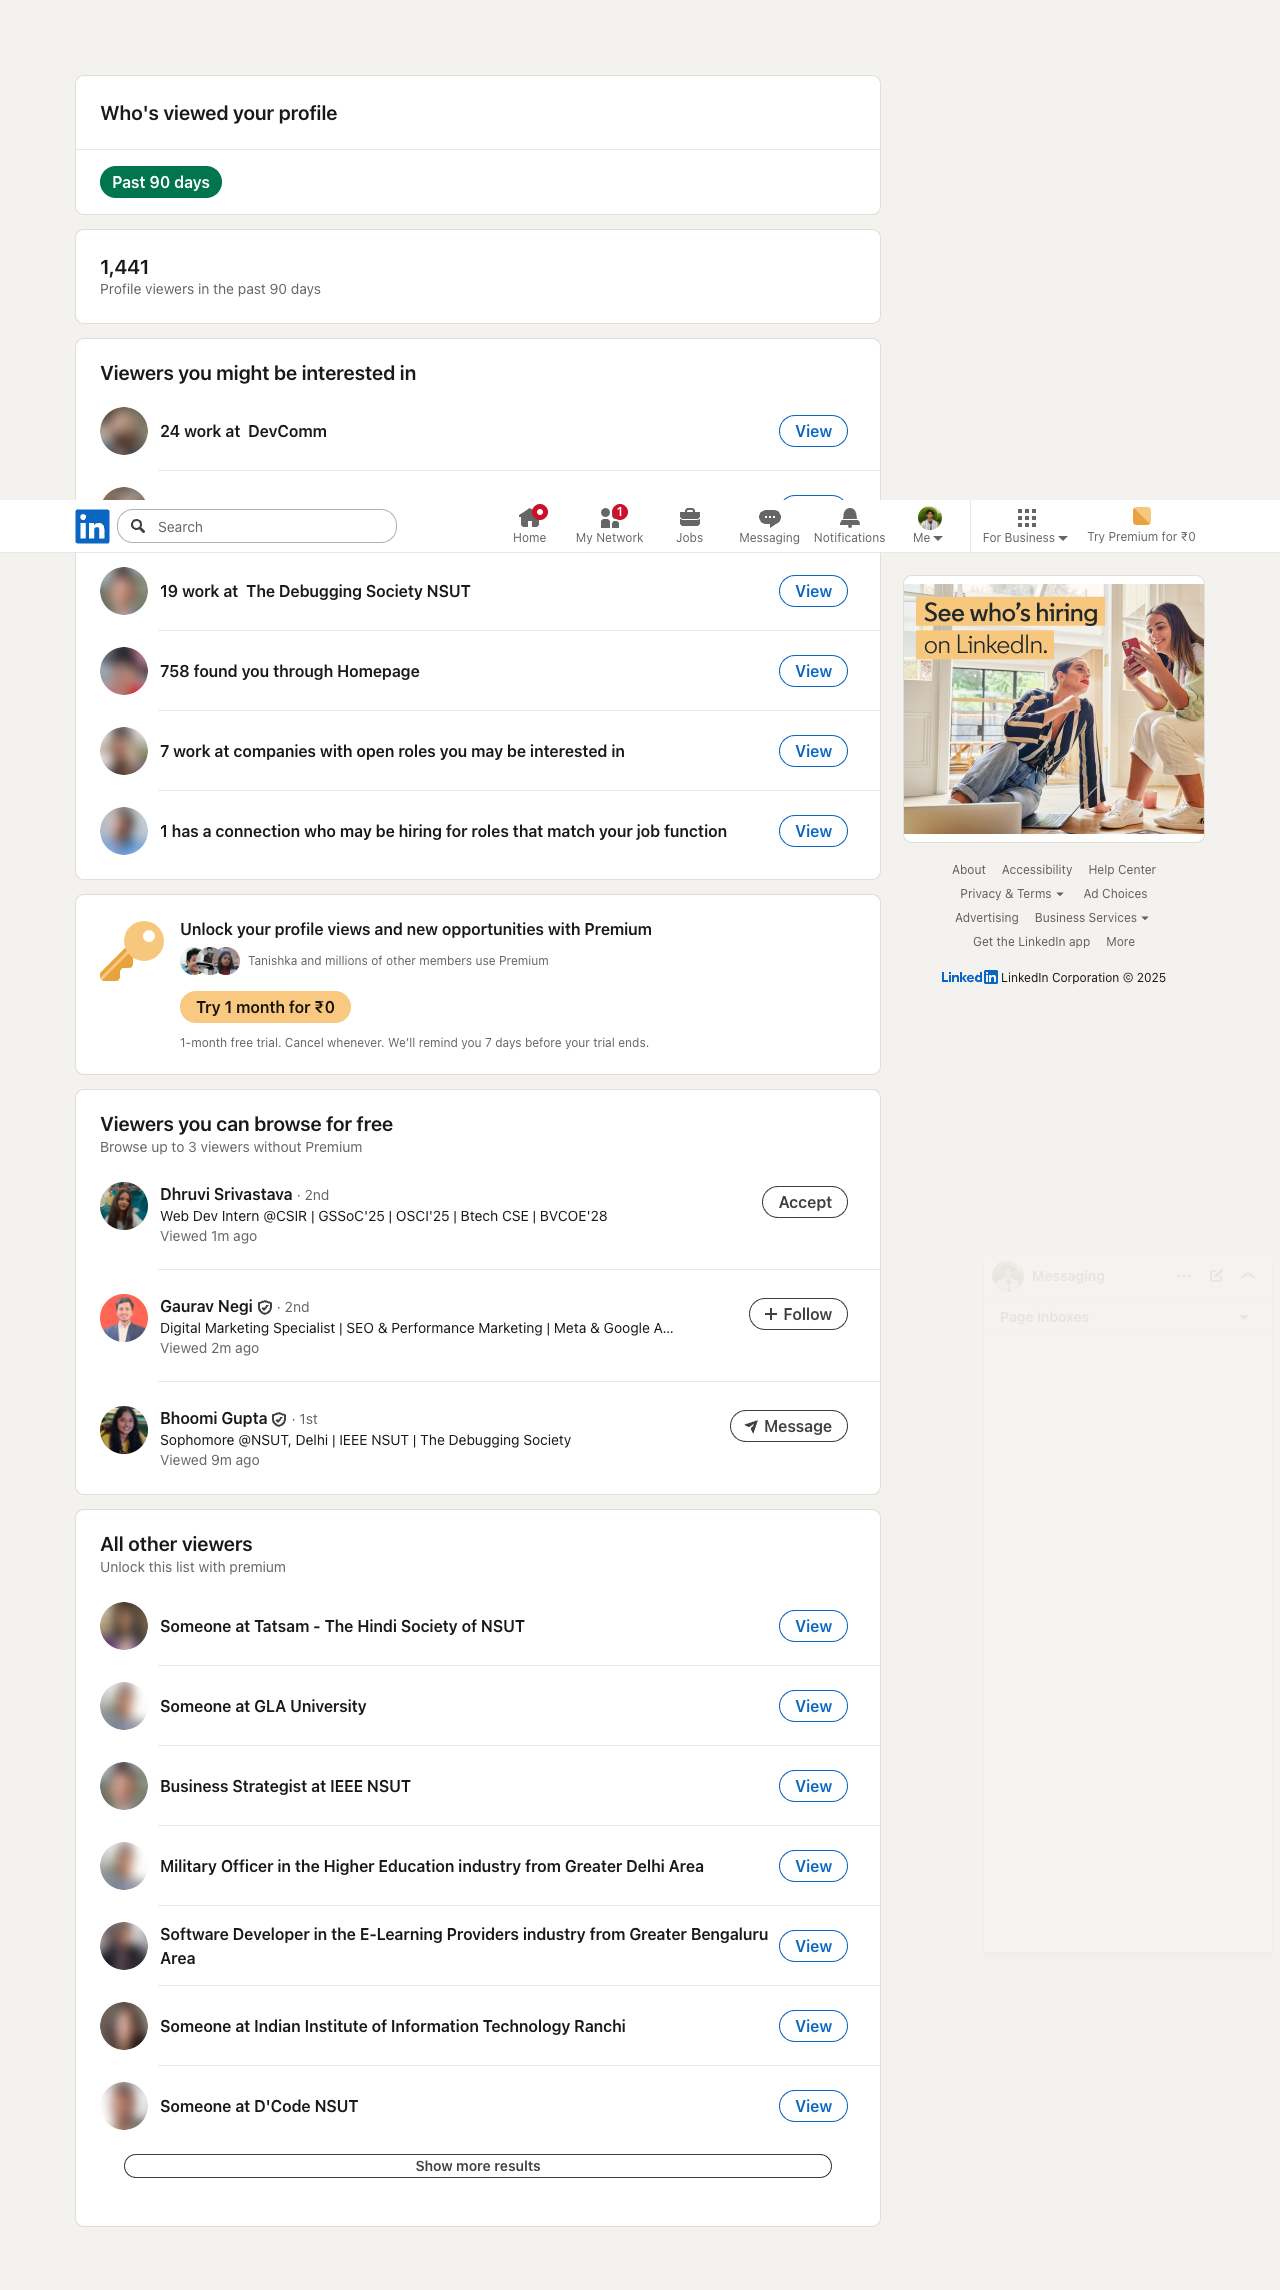 Who's viewed your profile
Past 90 days
1,441
Profile viewers in the past 90 days
Viewers you might be interested in
24 work at DevComm
View
in
Search
Home
1
My Network
Jobs
Messaging
Notifications
Me
For Business
Try Premium for ₹0
19 work at The Debugging Society NSUT
View
758 found you through Homepage
View
7 work at companies with open roles you may be interested in
View
1 has a connection who may be hiring for roles that match your job function
View
See who's hiring
on LinkedIn.
About Accessibility Help Center
Privacy & Terms Ad Choices
Advertising Business Services
Get the LinkedIn app More
LinkedIn LinkedIn Corporation © 2025
Unlock your profile views and new opportunities with Premium
Tanishka and millions of other members use Premium
Try 1 month for ₹0
1-month free trial. Cancel whenever. We'll remind you 7 days before your trial ends.
Viewers you can browse for free
Browse up to 3 viewers without Premium
Dhruvi Srivastava · 2nd
Web Dev Intern @CSIR | GSSoC'25 | OSCI'25 | Btech CSE | BVCOE'28
Viewed 1m ago
Accept
Gaurav Negi · 2nd
Digital Marketing Specialist | SEO & Performance Marketing | Meta & Google A...
Viewed 2m ago
Follow
Bhoomi Gupta · 1st
Sophomore @NSUT, Delhi | IEEE NSUT | The Debugging Society
Viewed 9m ago
Message
Messaging
Page inboxes
All other viewers
Unlock this list with premium
Someone at Tatsam - The Hindi Society of NSUT
View
Someone at GLA University
View
Business Strategist at IEEE NSUT
View
Military Officer in the Higher Education industry from Greater Delhi Area
View
Software Developer in the E-Learning Providers industry from Greater Bengaluru
Area
View
Someone at Indian Institute of Information Technology Ranchi
View
Someone at D'Code NSUT
View
Show more results